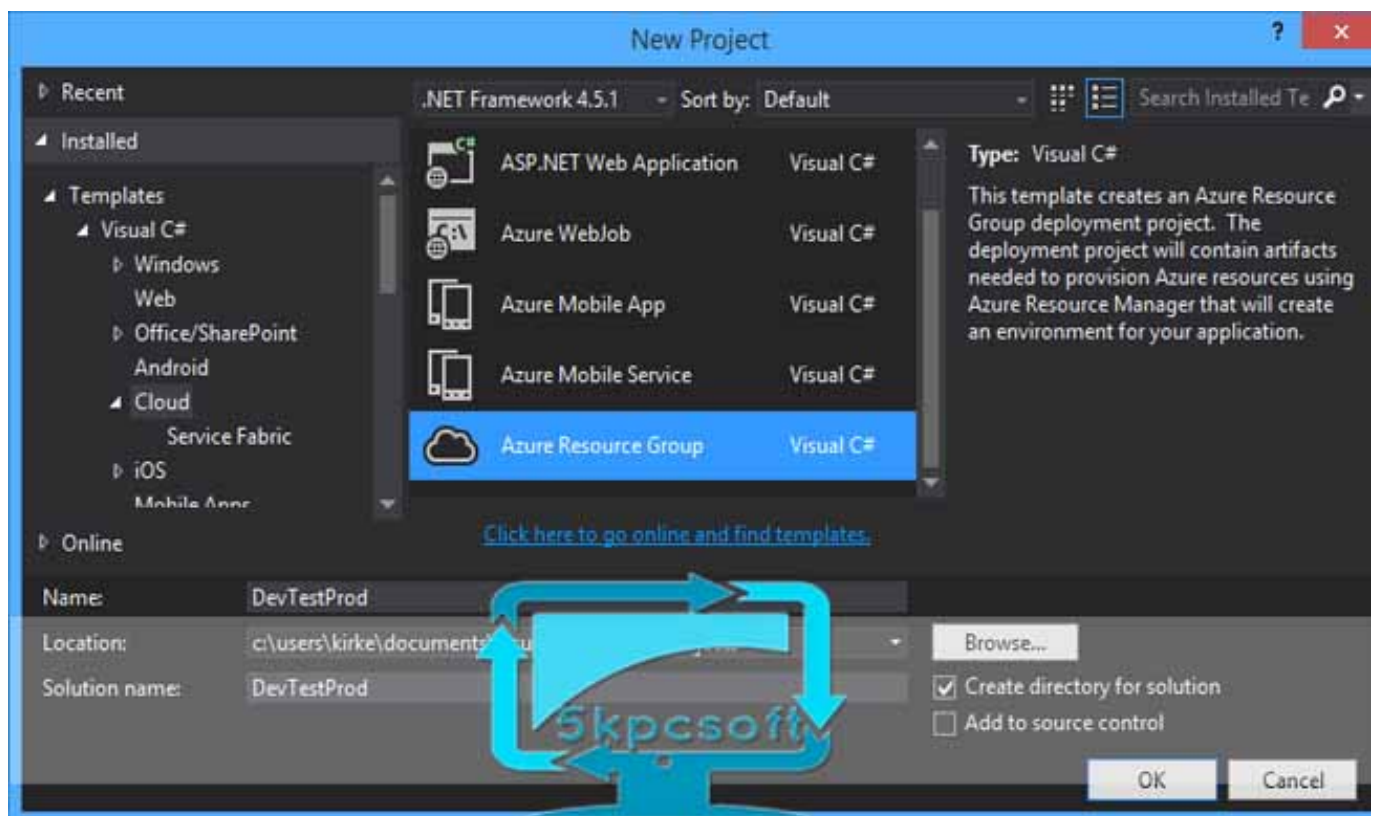 New Project
?
Recent
.NET Framework 4.5.1
Sort by: Default
Search Installed Te
Installed
Templates
Visual C#
Windows
Web
Office/SharePoint
Android
Cloud
Service Fabric
iOS
Mobile Apps
Online
C#
ASP.NET Web Application Visual C#
C:\
Azure WebJob Visual C#
Azure Mobile App Visual C#
Azure Mobile Service Visual C#
Azure Resource Group Visual C#
Click here to go online and find templates.
Type: Visual C#
This template creates an Azure Resource
Group deployment project. The
deployment project will contain artifacts
needed to provision Azure resources using
Azure Resource Manager that will create
an environment for your application.
Name: DevTestProd
Location: c:\users\kirke\documents
Browse...
Solution name: DevTestProd
Create directory for solution
Add to source control
5kpcsoft
OK
Cancel